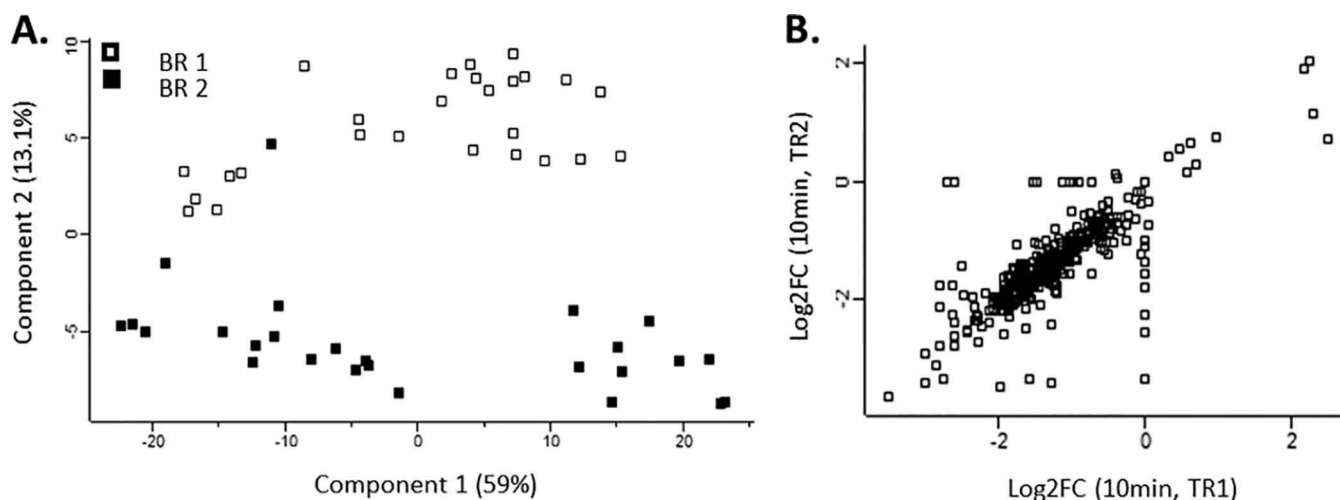 A.
BR 1
BR 2
10
5
0
-5
Component 2 (13.1%)
-20
-10
0
10
20
Component 1 (59%)
B.
2
0
-2
Log2FC (10min, TR2)
-2
0
2
Log2FC (10min, TR1)